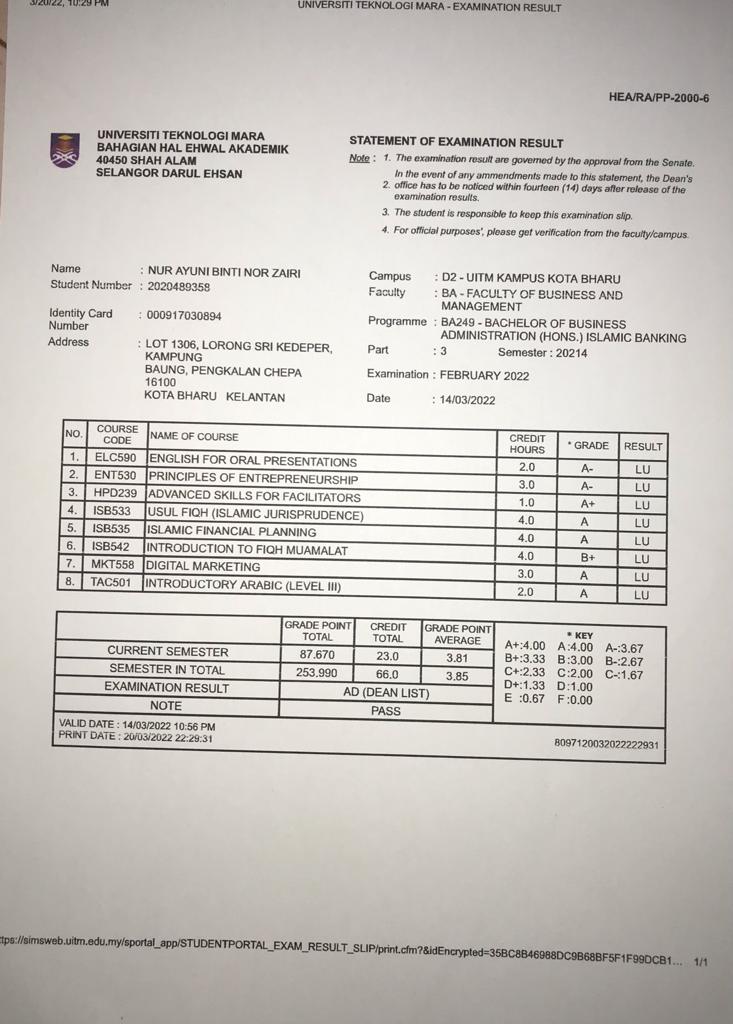 3/20/22, 10:29 PM
UNIVERSITI TEKNOLOGI MARA - EXAMINATION RESULT
HEA/RA/PP-2000-6
UNIVERSITI TEKNOLOGI MARA
BAHAGIAN HAL EHWAL AKADEMIK
40450 SHAH ALAM
SELANGOR DARUL EHSAN
STATEMENT OF EXAMINATION RESULT
Note : 1. The examination result are governed by the approval from the Senate.
In the event of any ammendments made to this statement, the Dean's
2. office has to be noticed within fourteen (14) days after release of the
examination results.
3. The student is responsible to keep this examination slip.
4. For official purposes', please get verification from the faculty/campus.
Name : NUR AYUNI BINTI NOR ZAIRI
Student Number : 2020489358
Identity Card : 000917030894
Number
Address : LOT 1306, LORONG SRI KEDEPER,
KAMPUNG
BAUNG, PENGKALAN CHEPA
16100
KOTA BHARU KELANTAN
Campus : D2 - UITM KAMPUS KOTA BHARU
Faculty : BA - FACULTY OF BUSINESS AND
MANAGEMENT
Programme : BA249 - BACHELOR OF BUSINESS
ADMINISTRATION (HONS.) ISLAMIC BANKING
Part : 3 Semester : 20214
Examination : FEBRUARY 2022
Date : 14/03/2022
NO. COURSE CODE NAME OF COURSE CREDIT HOURS * GRADE RESULT
1. ELC590 ENGLISH FOR ORAL PRESENTATIONS 2.0 A- LU
2. ENT530 PRINCIPLES OF ENTREPRENEURSHIP 3.0 A- LU
3. HPD239 ADVANCED SKILLS FOR FACILITATORS 1.0 A+ LU
4. ISB533 USUL FIQH (ISLAMIC JURISPRUDENCE) 4.0 A LU
5. ISB535 ISLAMIC FINANCIAL PLANNING 4.0 A LU
6. ISB542 INTRODUCTION TO FIQH MUAMALAT 4.0 B+ LU
7. MKT558 DIGITAL MARKETING 3.0 A LU
8. TAC501 INTRODUCTORY ARABIC (LEVEL III) 2.0 A LU
GRADE POINT TOTAL CREDIT TOTAL GRADE POINT AVERAGE
CURRENT SEMESTER 87.670 23.0 3.81
SEMESTER IN TOTAL 253.990 66.0 3.85
EXAMINATION RESULT AD (DEAN LIST)
NOTE PASS
* KEY
A+:4.00 A:4.00 A-:3.67
B+:3.33 B:3.00 B-:2.67
C+:2.33 C:2.00 C-:1.67
D+:1.33 D:1.00
E :0.67 F:0.00
VALID DATE : 14/03/2022 10:56 PM
PRINT DATE : 20/03/2022 22:29:31
8097120032022222931
ttps://simsweb.uitm.edu.my/sportal_app/STUDENTPORTAL_EXAM_RESULT_SLIP/print.cfm?&idEncrypted=35BC8B46988DC9B68BF5F1F99DCB1... 1/1